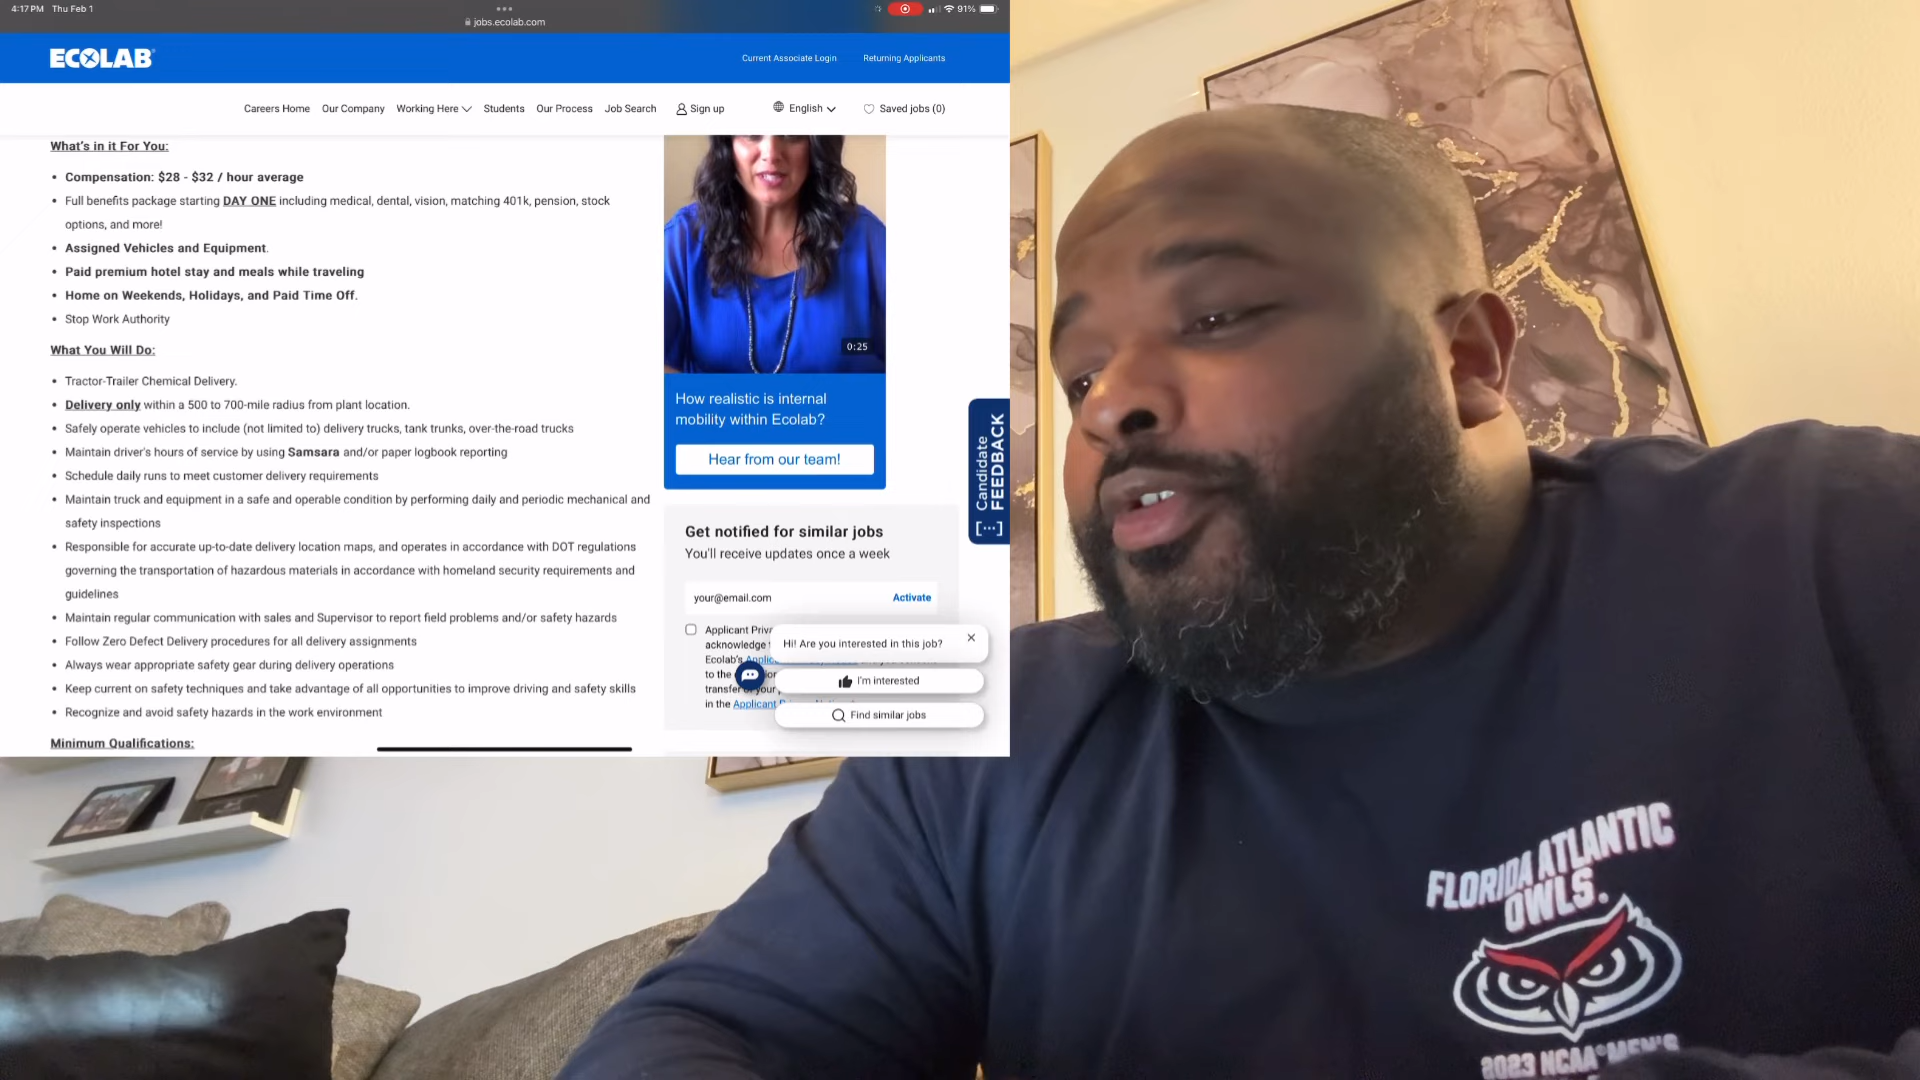 4:17 PM Thu Feb 1
jobs.ecolab.com
91%
ECOLAB
Current Associate Login
Returning Applicants
Careers Home
Our Company
Working Here
Students
Our Process
Job Search
Sign up
English
Saved jobs (0)
What's in it For You:
• Compensation: $28 - $32 / hour average
• Full benefits package starting DAY ONE including medical, dental, vision, matching 401k, pension, stock
options, and more!
• Assigned Vehicles and Equipment.
• Paid premium hotel stay and meals while traveling
• Home on Weekends, Holidays, and Paid Time Off.
• Stop Work Authority
What You Will Do:
• Tractor-Trailer Chemical Delivery.
• Delivery only within a 500 to 700-mile radius from plant location.
• Safely operate vehicles to include (not limited to) delivery trucks, tank trunks, over-the-road trucks
• Maintain driver's hours of service by using Samsara and/or paper logbook reporting
• Schedule daily runs to meet customer delivery requirements
• Maintain truck and equipment in a safe and operable condition by performing daily and periodic mechanical and
safety inspections
• Responsible for accurate up-to-date delivery location maps, and operates in accordance with DOT regulations
governing the transportation of hazardous materials in accordance with homeland security requirements and
guidelines
• Maintain regular communication with sales and Supervisor to report field problems and/or safety hazards
• Follow Zero Defect Delivery procedures for all delivery assignments
• Always wear appropriate safety gear during delivery operations
• Keep current on safety techniques and take advantage of all opportunities to improve driving and safety skills
• Recognize and avoid safety hazards in the work environment
Minimum Qualifications:
0:25
How realistic is internal
mobility within Ecolab?
Hear from our team!
Candidate
FEEDBACK
Get notified for similar jobs
You'll receive updates once a week
your@email.com
Activate
Applicant
acknowledge
Ecolab's
to the
transfer
in the Applicant
Hi! Are you interested in this job?
I'm interested
Find similar jobs
FLORIDA ATLANTIC
OWLS.
2023 NCAA MEN'S